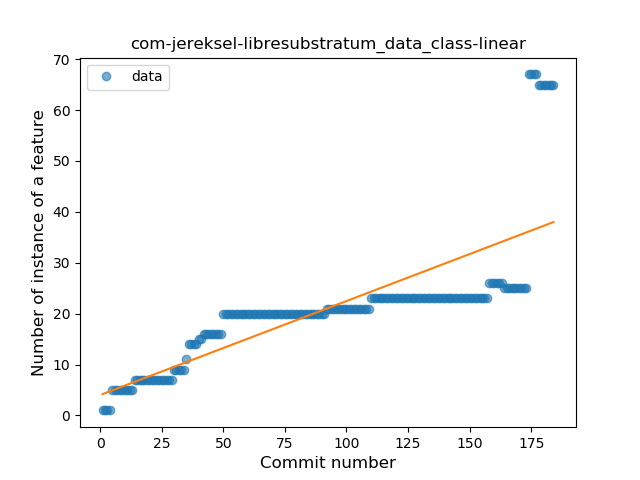 com-jereksel-libresubstratum_data_class-linear
data
Number of instance of a feature
70
60
50
40
30
20
10
0
0 25 50 75 100 125 150 175
Commit number